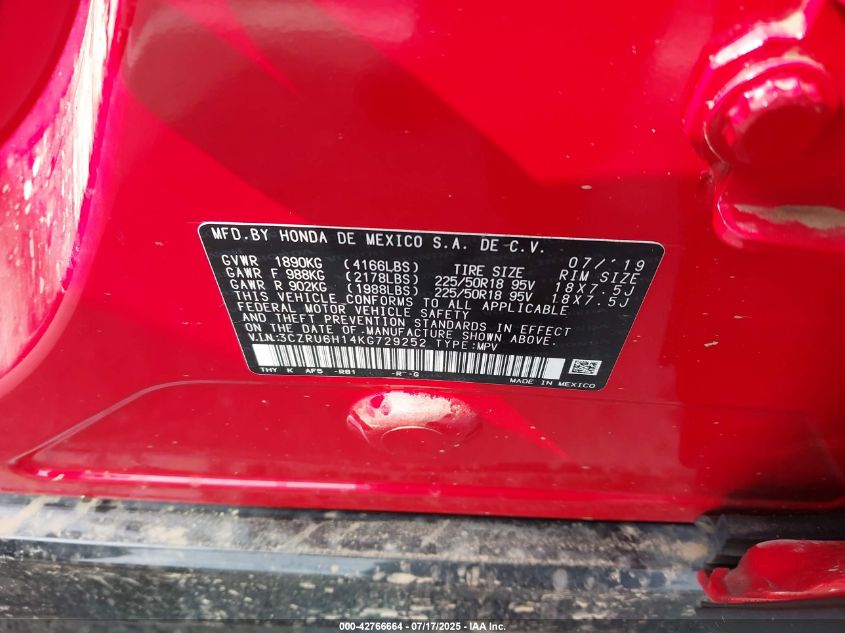 MFD.BY HONDA DE MEXICO S.A. DE C.V.
07/'19
GVWR 1890KG (4166LBS) TIRE SIZE RIM SIZE
GAWR F 988KG (2178LBS) 225/50R18 95V 18X7.5J
GAWR R 902KG (1988LBS) 225/50R18 95V 18X7.5J
THIS VEHICLE CONFORMS TO ALL APPLICABLE
FEDERAL MOTOR VEHICLE SAFETY
AND THEFT PREVENTION STANDARDS IN EFFECT
ON THE DATE OF MANUFACTURE SHOWN ABOVE.
V.I.N.:3CZRU6H14KG729252 TYPE:MPV
THY K AF5 -R81 -R -G
MADE IN MEXICO
000-42766664 - 07/17/2025 - IAA Inc.